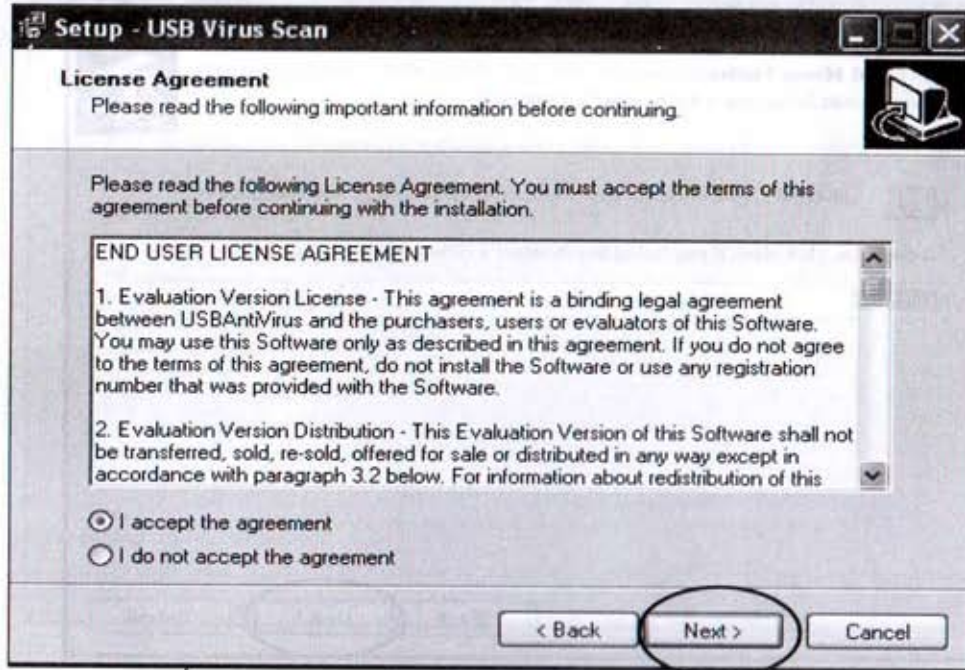 Setup - USB Virus Scan
License Agreement
Please read the following important information before continuing.
Please read the following License Agreement. You must accept the terms of this
agreement before continuing with the installation.
END USER LICENSE AGREEMENT
1. Evaluation Version License - This agreement is a binding legal agreement
between USBAntiVirus and the purchasers, users or evaluators of this Software.
You may use this Software only as described in this agreement. If you do not agree
to the terms of this agreement, do not install the Software or use any registration
number that was provided with the Software.
2. Evaluation Version Distribution - This Evaluation Version of this Software shall not
be transferred, sold, re-sold, offered for sale or distributed in any way except in
accordance with paragraph 3.2 below. For information about redistribution of this
I accept the agreement
I do not accept the agreement
< Back Next > Cancel